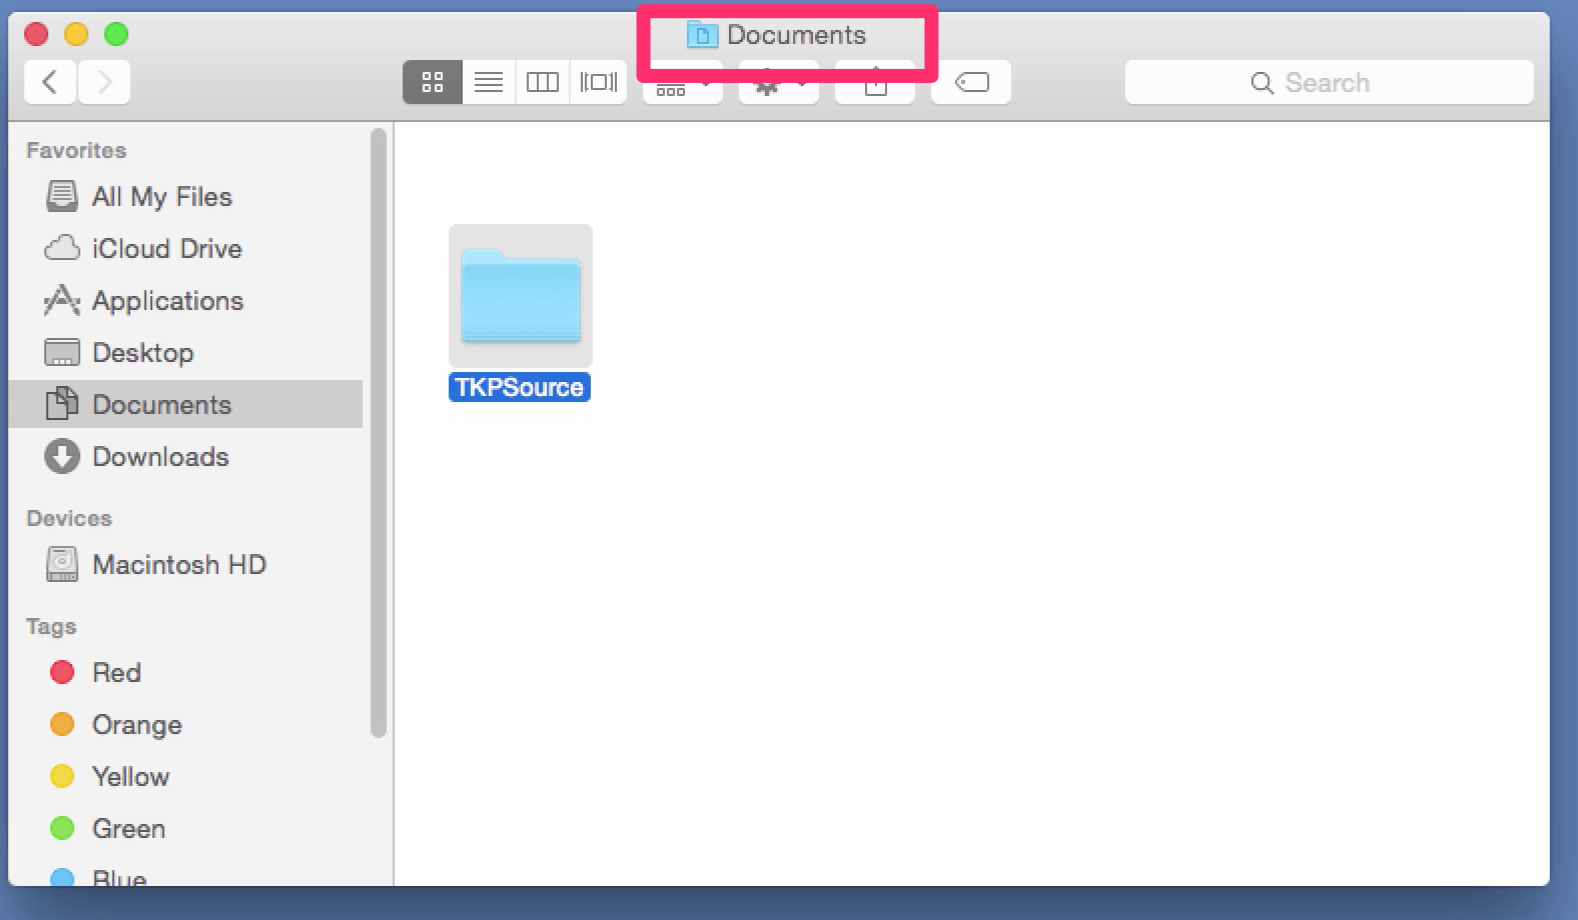 Documents
Search
Favorites
All My Files
iCloud Drive
Applications
Desktop
Documents
Downloads
Devices
Macintosh HD
Tags
Red
Orange
Yellow
Green
Blue
TKPSource